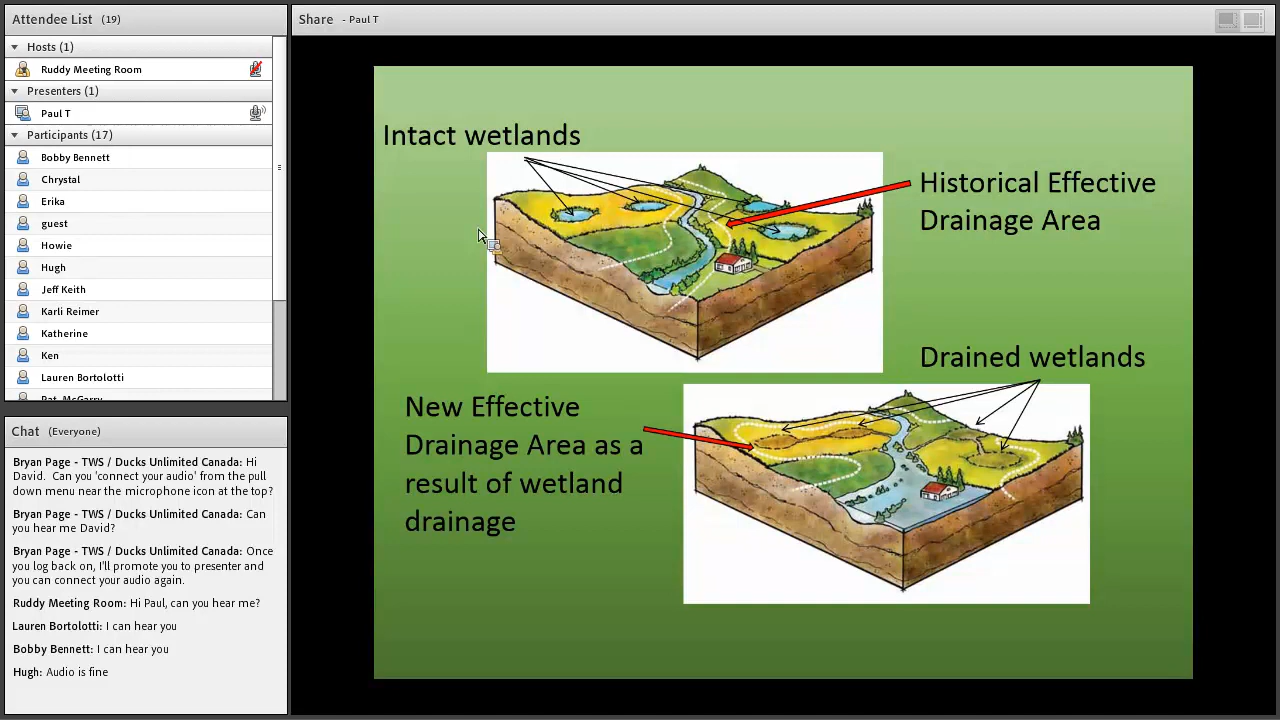 Attendee List (19)
Hosts (1)
Ruddy Meeting Room
Presenters (1)
Paul T
Participants (17)
Bobby Bennett
Chrystal
Erika
guest
Howie
Hugh
Jeff Keith
Karli Reimer
Katherine
Ken
Lauren Bortolotti
Pat McGarry
Chat (Everyone)
Bryan Page - TWS / Ducks Unlimited Canada: Hi
David. Can you 'connect your audio' from the pull
down menu near the microphone icon at the top?
Bryan Page - TWS / Ducks Unlimited Canada: Can
you hear me David?
Bryan Page - TWS / Ducks Unlimited Canada: Once
you log back on, I'll promote you to presenter and
you can connect your audio again.
Ruddy Meeting Room: Hi Paul, can you hear me?
Lauren Bortolotti: I can hear you
Bobby Bennett: I can hear you
Hugh: Audio is fine
Share - Paul T
Intact wetlands
Historical Effective
Drainage Area
Drained wetlands
New Effective
Drainage Area as a
result of wetland
drainage